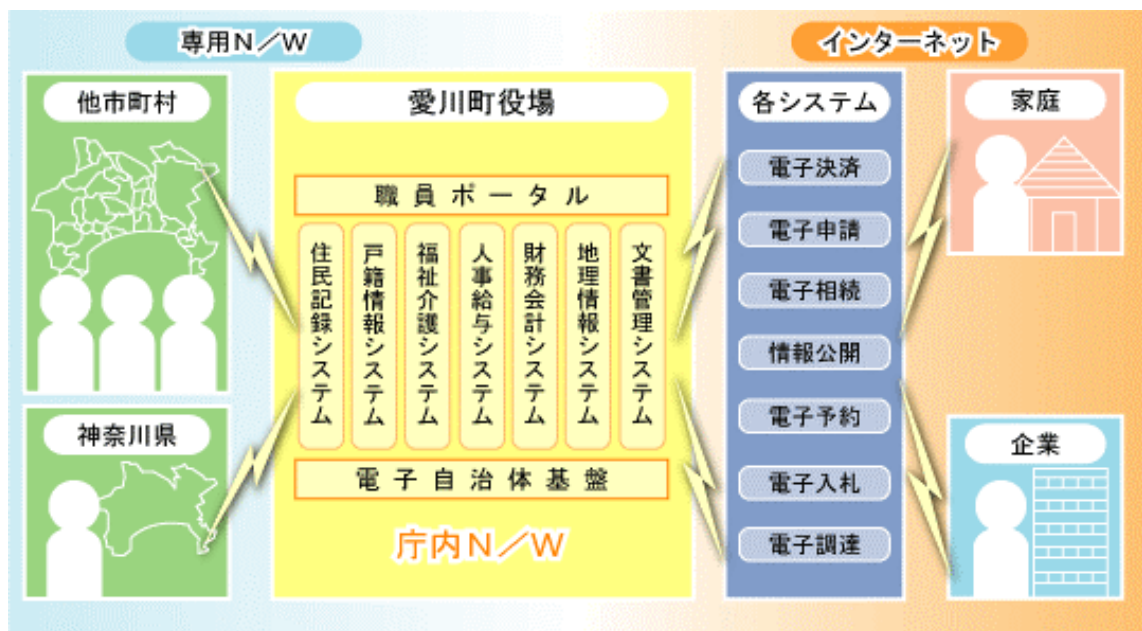 専用N／W
インターネット
他市町村
神奈川県
愛川町役場
職員ポータル
住民記録システム
戸籍情報システム
福祉介護システム
人事給与システム
財務会計システム
地理情報システム
文書管理システム
電子自治体基盤
庁内N／W
各システム
電子決済
電子申請
電子相続
情報公開
電子予約
電子入札
電子調達
家庭
企業